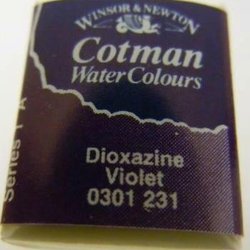 WINSOR & NEWTON
Cotman
Water Colours
Series 1 A
Dioxazine
Violet
0301 231